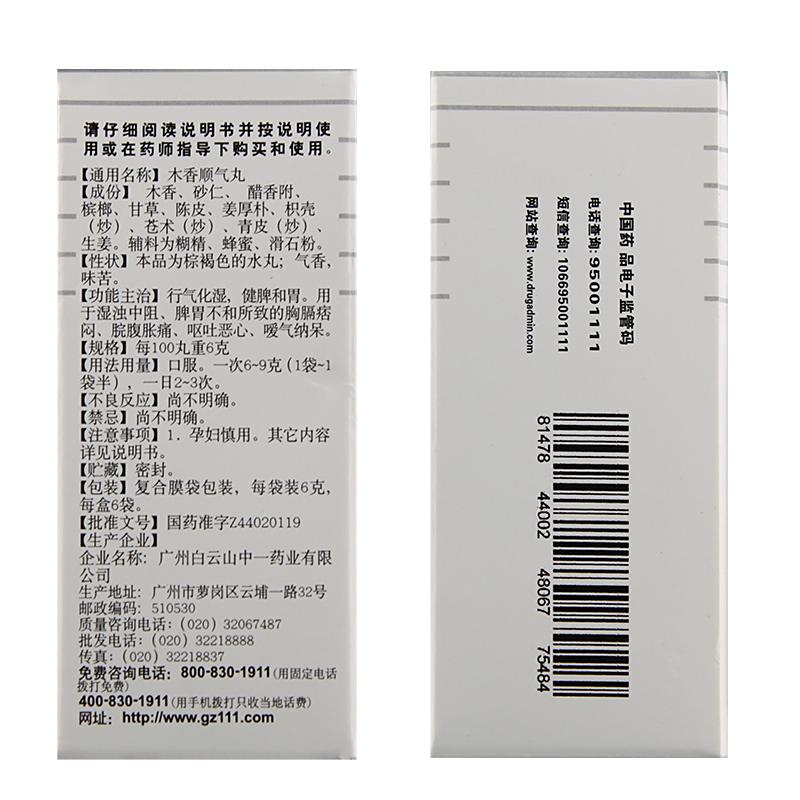 请仔细阅读说明书并按说明使
用或在药师指导下购买和使用。
【通用名称】木香顺气丸
【成份】 木香、砂仁、 醋香附、
槟榔、甘草、陈皮、姜厚朴、枳壳
（炒）、苍术（炒）、青皮（炒）、
生姜。辅料为糊精、蜂蜜、滑石粉。
【性状】本品为棕褐色的水丸；气香，
味苦。
【功能主治】行气化湿，健脾和胃。用
于湿浊中阻、脾胃不和所致的胸膈痞
闷、脘腹胀痛、呕吐恶心、嗳气纳呆。
【规格】每100丸重6克
【用法用量】口服。一次6~9克(1袋~1
袋半)，一日2~3次。
【不良反应】尚不明确。
【禁忌】尚不明确。
【注意事项】1．孕妇慎用。其它内容
详见说明书。
【贮藏】密封。
【包装】复合膜袋包装，每袋装6克，
每盒6袋。
【批准文号】国药准字Z44020119
【生产企业】
企业名称：广州白云山中一药业有限
公司
生产地址：广州市萝岗区云埔一路32号
邮政编码：510530
质量咨询电话：(020) 32067487
批发电话：(020) 32218888
传真：(020) 32218837
免费咨询电话：800-830-1911(用固定电话
拨打免费)
400-830-1911(用手机拨打只收当地话费)
网址：http://www.gz111.com
中国药 品电子监管码
电话查询：95001111
短信查询：106695001111
网站查询：www.drugadmin.com
81478 44002 48067 75484